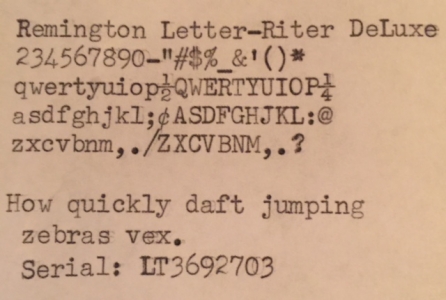 Remington Letter-Riter DeLuxe
234567890-"#$%_&'()*
qwertyuiop½QWERTYUIOP¼
asdfghjkl;¢ASDFGHJKL:@
zxcvbnm,./ZXCVBNM,.?
How quickly daft jumping
zebras vex.
Serial: LT3692703